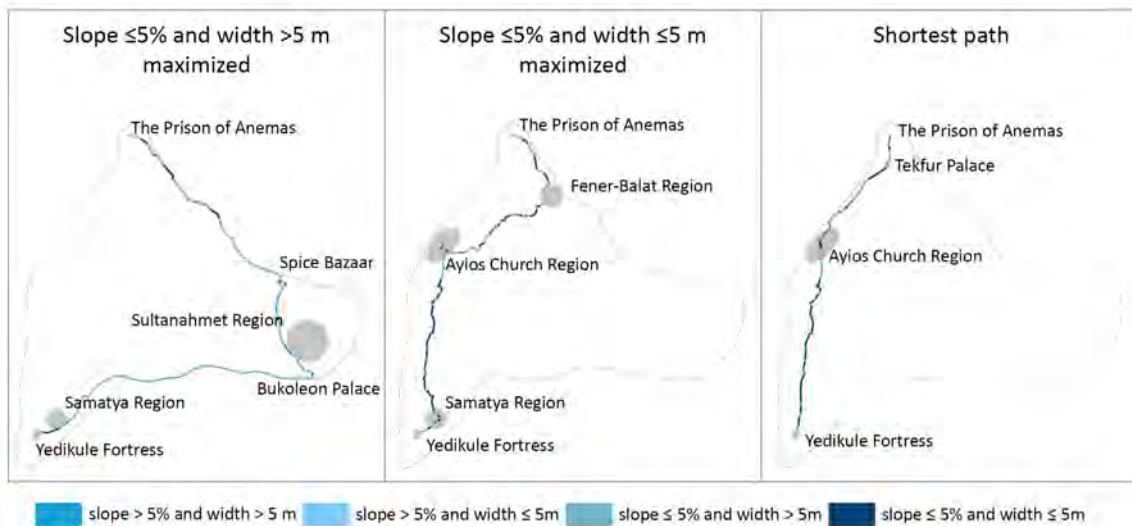 Slope ≤5% and width >5 m
maximized
The Prison of Anemas
Spice Bazaar
Sultanahmet Region
Bukoleon Palace
Samatya Region
Yedikule Fortress
Slope ≤5% and width ≤5 m
maximized
The Prison of Anemas
Fener-Balat Region
Ayios Church Region
Samatya Region
Yedikule Fortress
Shortest path
The Prison of Anemas
Tekfur Palace
Ayios Church Region
Yedikule Fortress
slope > 5% and width > 5 m
slope > 5% and width ≤ 5m
slope ≤ 5% and width > 5m
slope ≤ 5% and width ≤ 5m